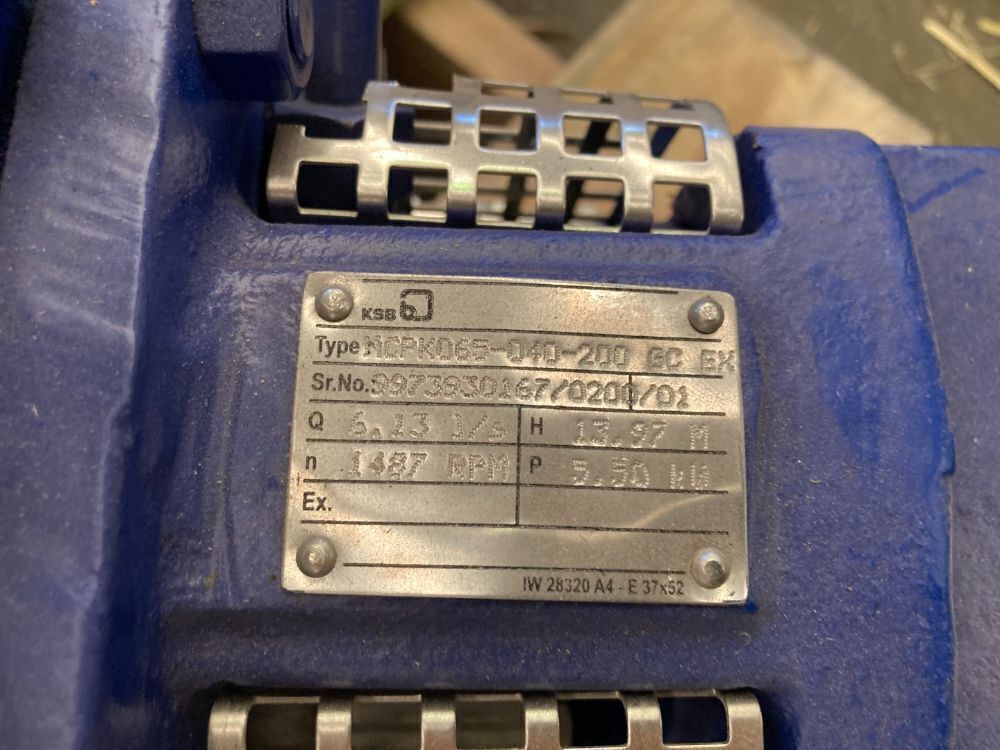 KSB
Type MCPK065-040-200 GC EX
Sr.No. 9973830167/0200/01
Q 6.13 l/s H 13.97 M
n 1487 RPM P 5.50 kW
Ex.
IW 28320 A4 - E 37x52